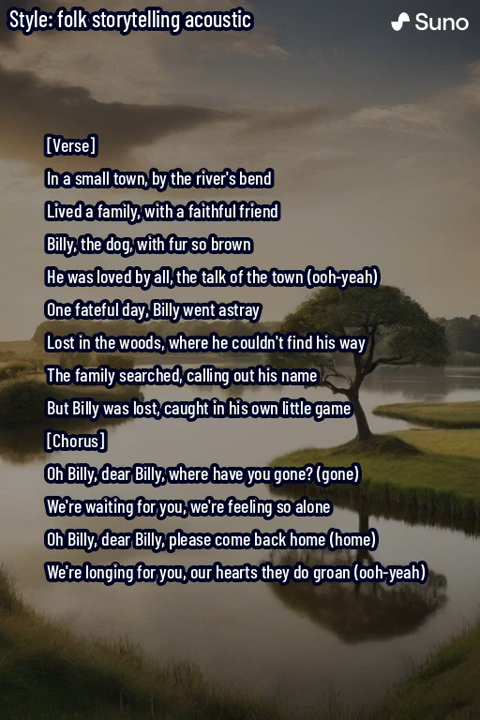 Style: folk storytelling acoustic
Suno
[Verse]
In a small town, by the river's bend
Lived a family, with a faithful friend
Billy, the dog, with fur so brown
He was loved by all, the talk of the town (ooh-yeah)
One fateful day, Billy went astray
Lost in the woods, where he couldn't find his way
The family searched, calling out his name
But Billy was lost, caught in his own little game
[Chorus]
Oh Billy, dear Billy, where have you gone? (gone)
We're waiting for you, we're feeling so alone
Oh Billy, dear Billy, please come back home (home)
We're longing for you, our hearts they do groan (ooh-yeah)